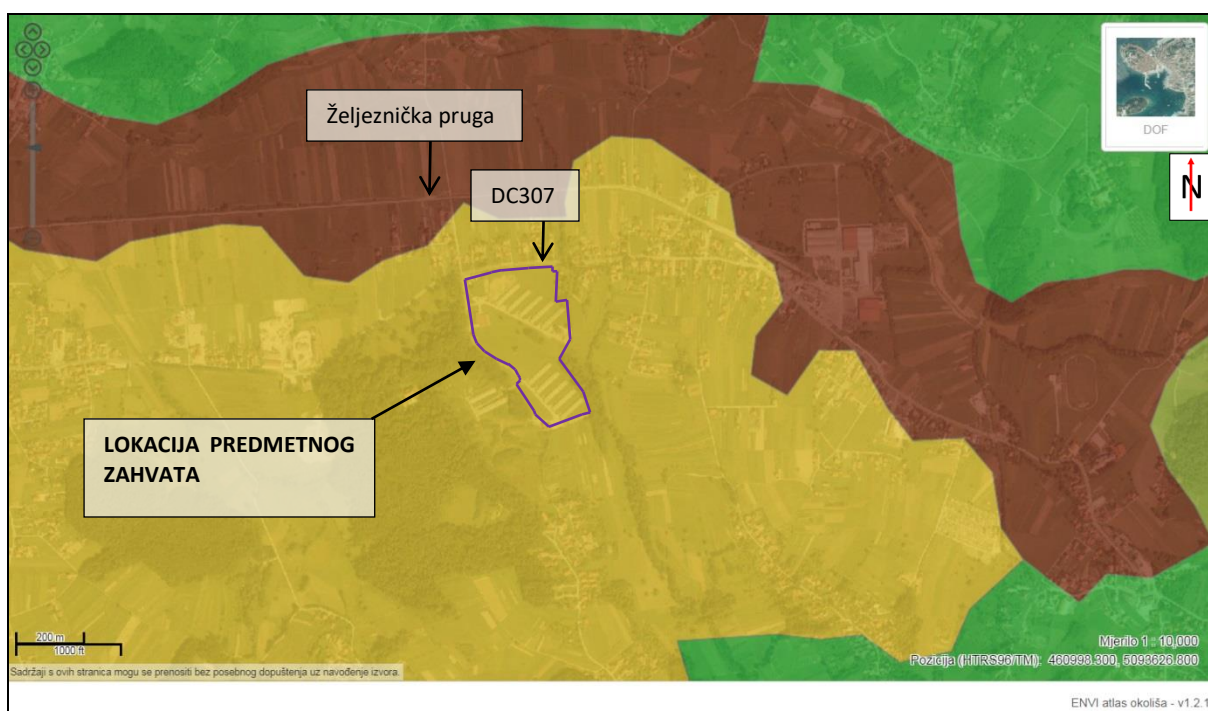 Željeznička pruga
DOF
N
DC307
LOKACIJA PREDMETNOG
ZAHVATA
200 m
1000 ft
Mjerilo 1 : 10,000
Pozicija (HTRS96/TM): 460998.300, 5093626.800
Sadržaji s ovih stranica mogu se prenositi bez posebnog dopuštenja uz navođenje izvora.
ENVI atlas okoliša - v1.2.1